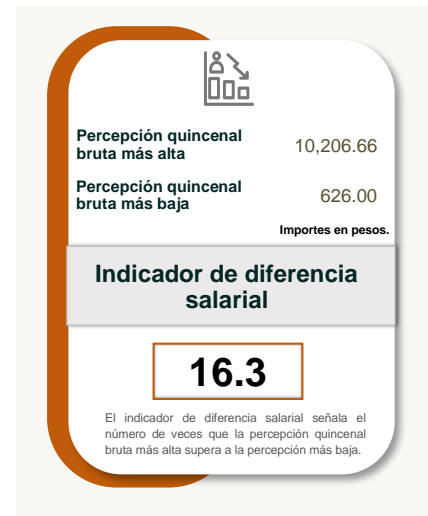 Percepción quincenal
bruta más alta
10,206.66
Percepción quincenal
bruta más baja
626.00
Importes en pesos.
Indicador de diferencia
salarial
16.3
El indicador de diferencia salarial señala el
número de veces que la percepción quincenal
bruta más alta supera a la percepción más baja.